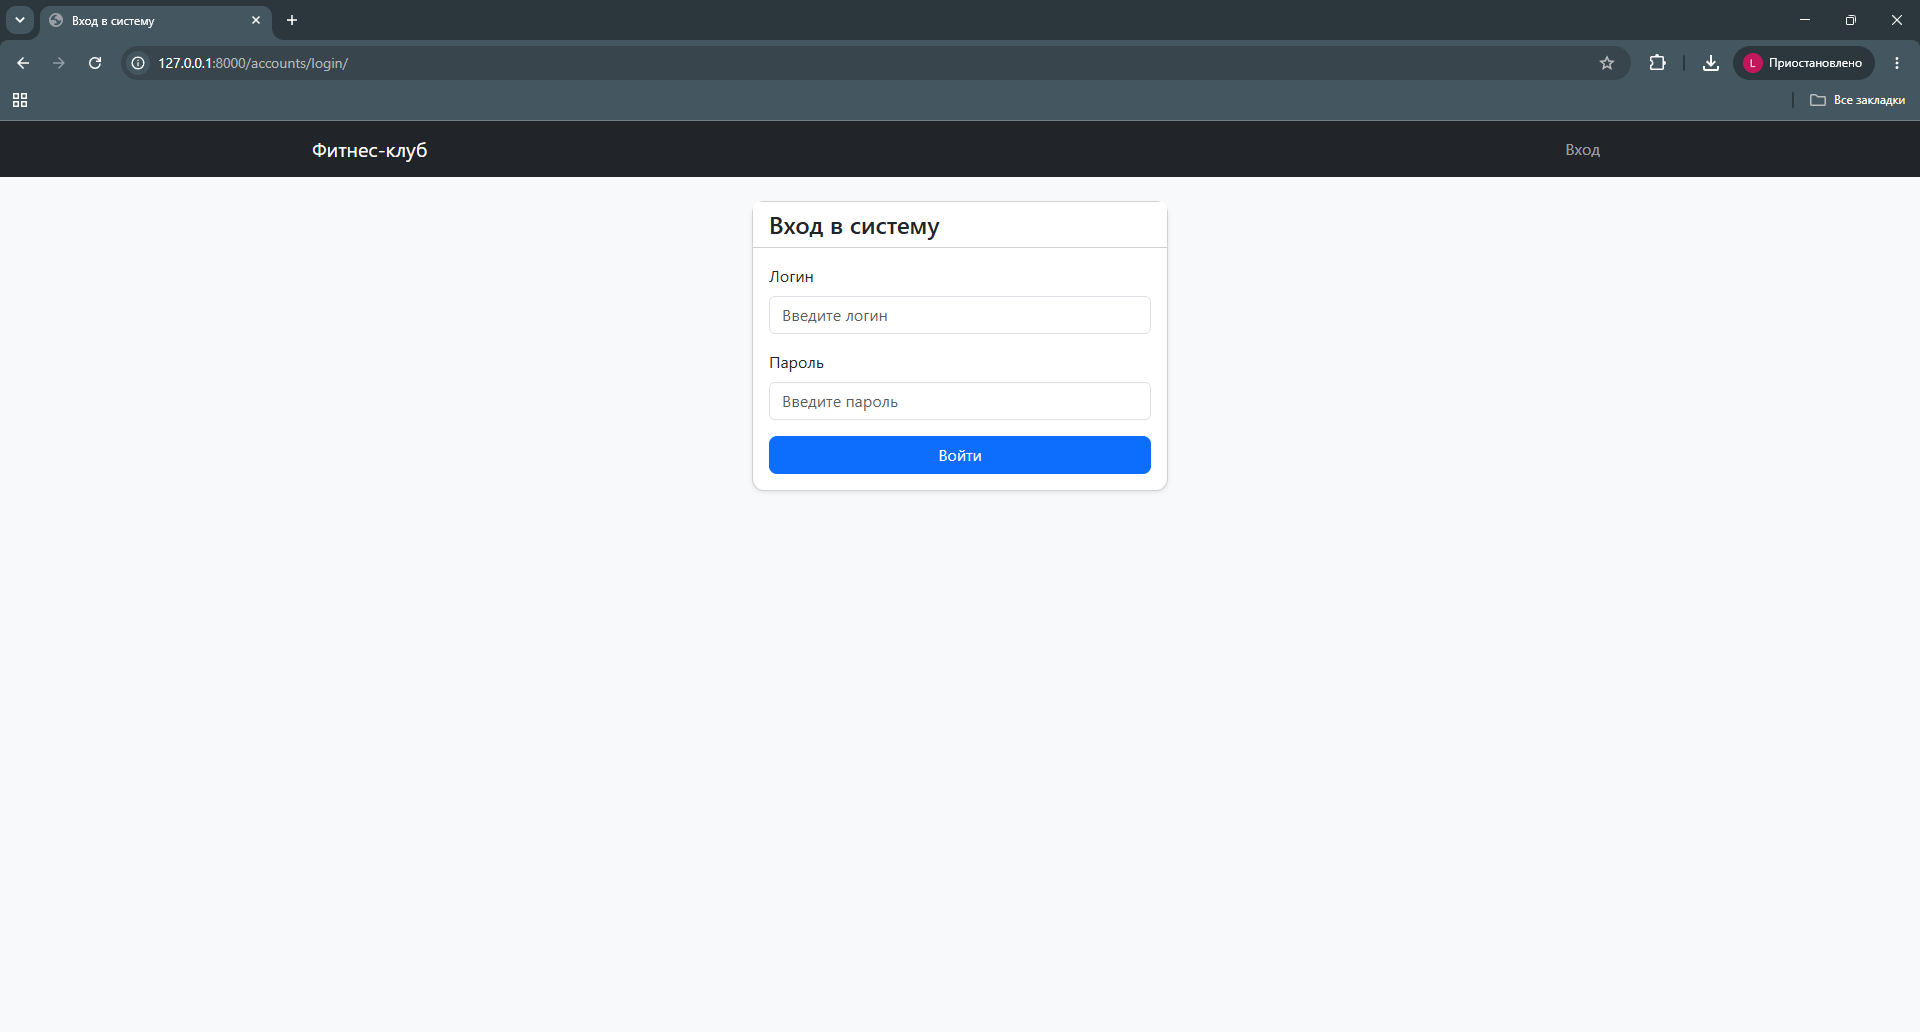 Вход в систему
127.0.0.1:8000/accounts/login/
L Приостановлено
Все закладки
Фитнес-клуб
Вход
Вход в систему
Логин
Введите логин
Пароль
Введите пароль
Войти